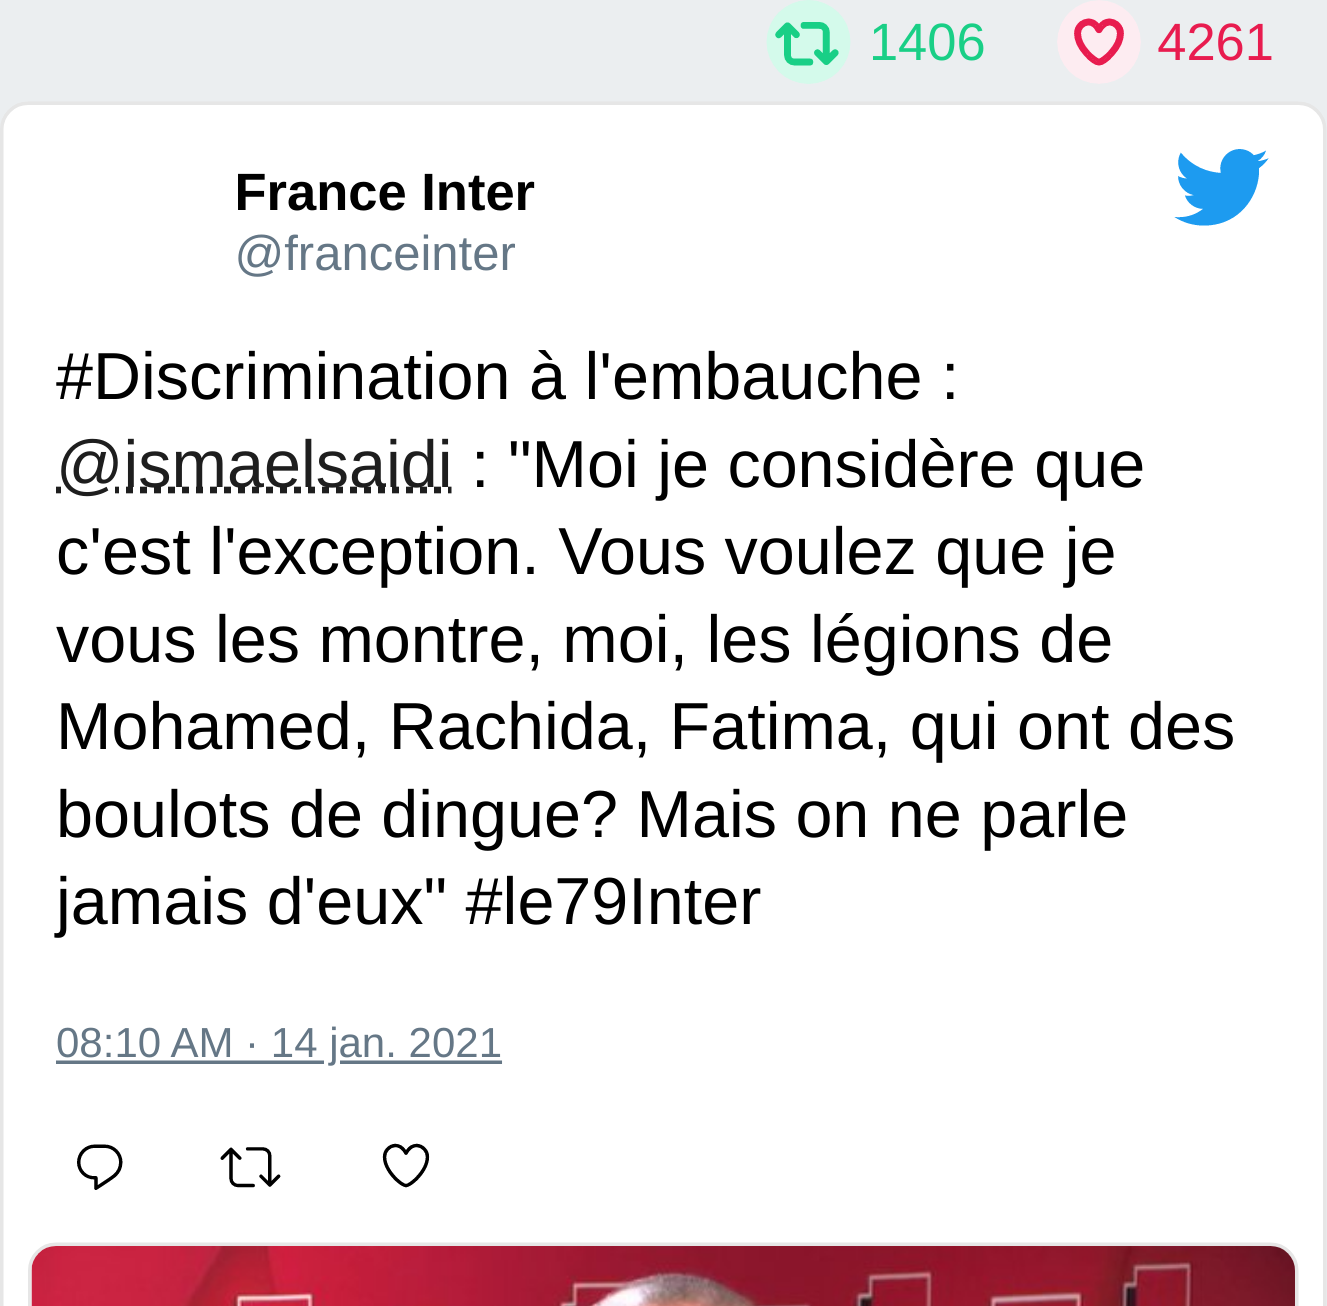 1406 4261
France Inter
@franceinter
#Discrimination à l'embauche :
@ismaelsaidi : "Moi je considère que
c'est l'exception. Vous voulez que je
vous les montre, moi, les légions de
Mohamed, Rachida, Fatima, qui ont des
boulots de dingue? Mais on ne parle
jamais d'eux" #le79Inter
08:10 AM · 14 jan. 2021